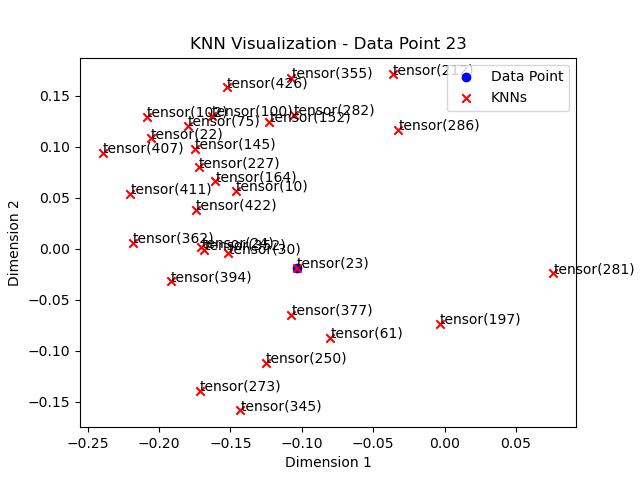 KNN Visualization - Data Point 23
tensor(355)
tensor(212)
Data Point
KNNs
tensor(426)
tensor(282)
tensor(100)
tensor(152)
tensor(75)
tensor(286)
tensor(22)
tensor(145)
tensor(407)
tensor(227)
tensor(164)
tensor(10)
tensor(411)
tensor(422)
tensor(362)
tensor(30)
tensor(23)
tensor(281)
tensor(394)
tensor(377)
tensor(197)
tensor(61)
tensor(250)
tensor(273)
tensor(345)
0.15
0.10
0.05
0.00
−0.05
−0.10
−0.15
Dimension 2
−0.25
−0.20
−0.15
−0.10
−0.05
0.00
0.05
Dimension 1